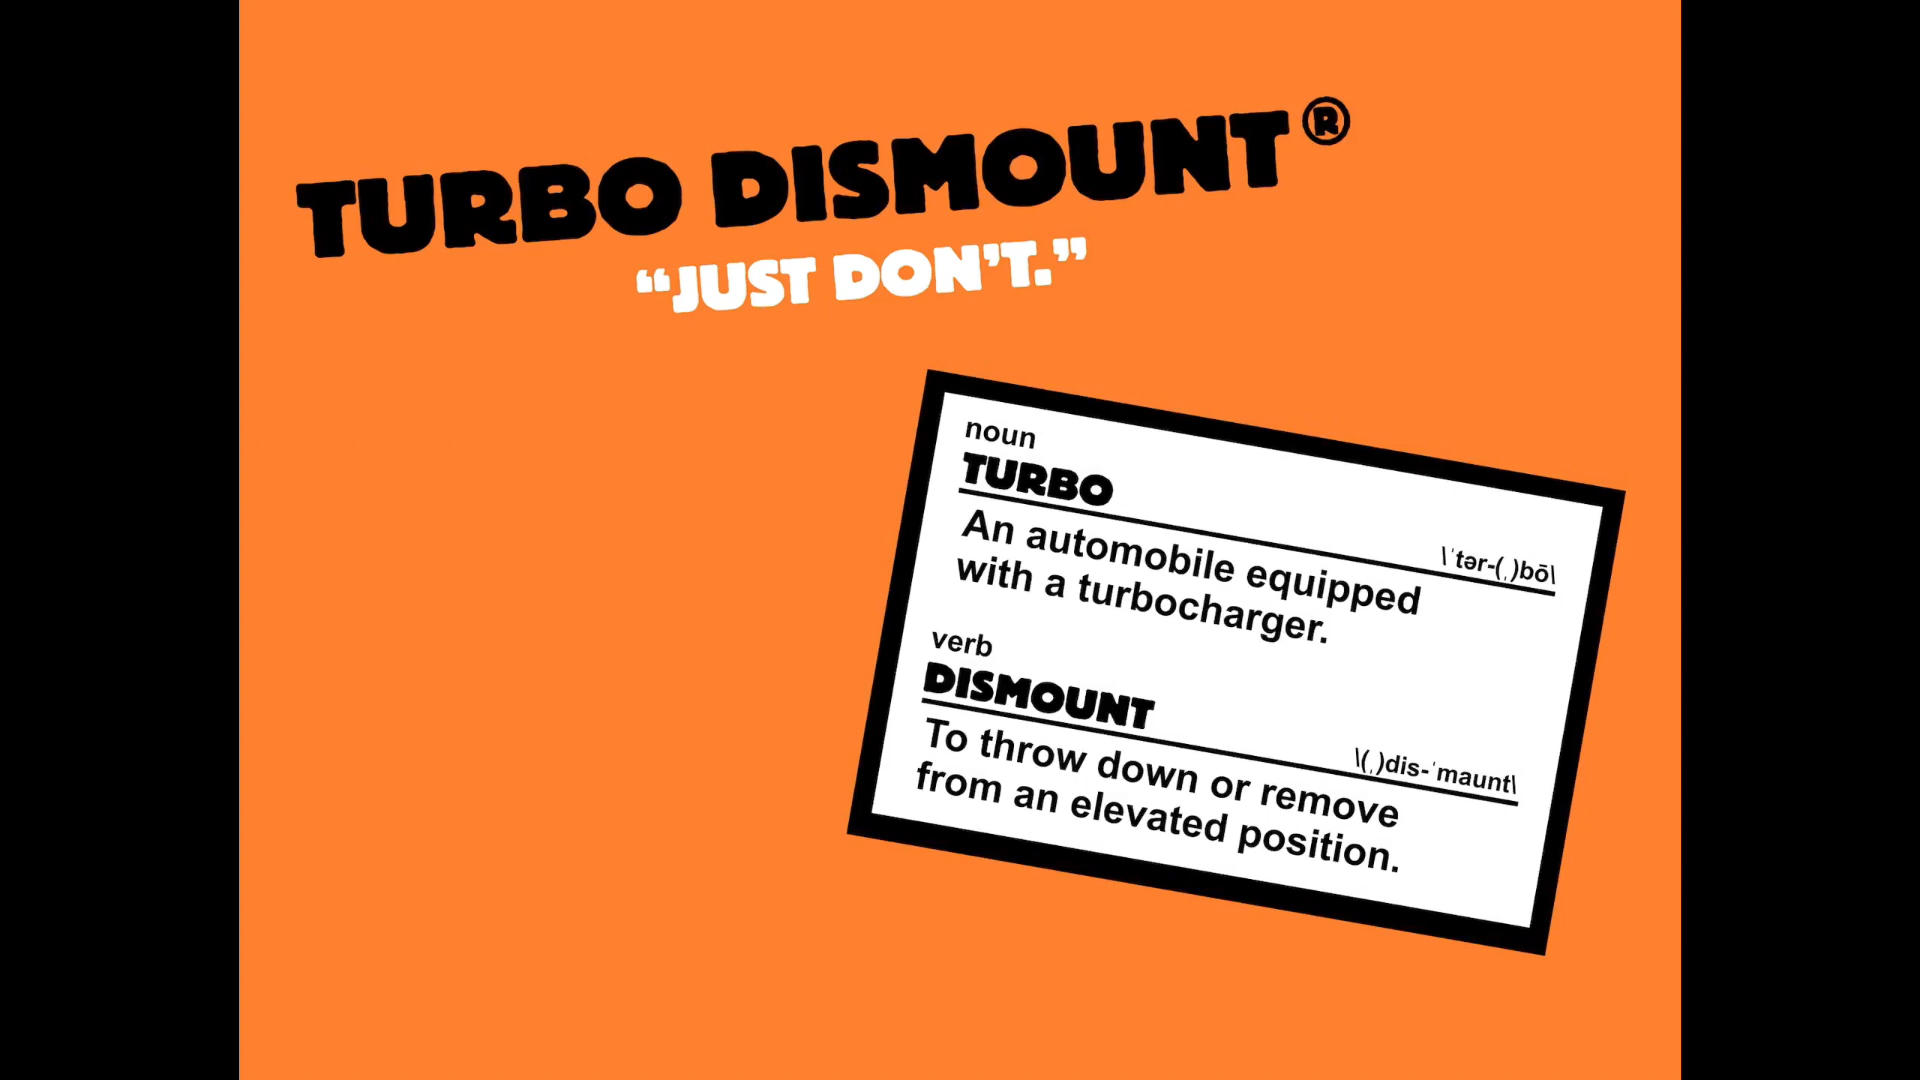 TURBO DISMOUNT®
“JUST DON’T.”
noun
TURBO
\ˈtər-(ˌ)bō\
An automobile equipped
with a turbocharger.
verb
DISMOUNT
\(ˌ)dis-ˈmaunt\
To throw down or remove
from an elevated position.